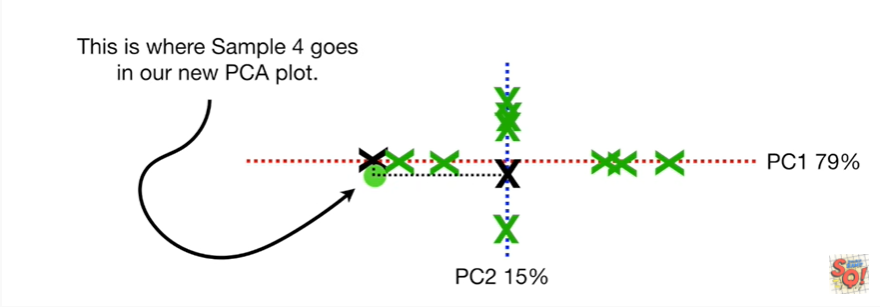 This is where Sample 4 goes
in our new PCA plot.
PC1 79%
PC2 15%